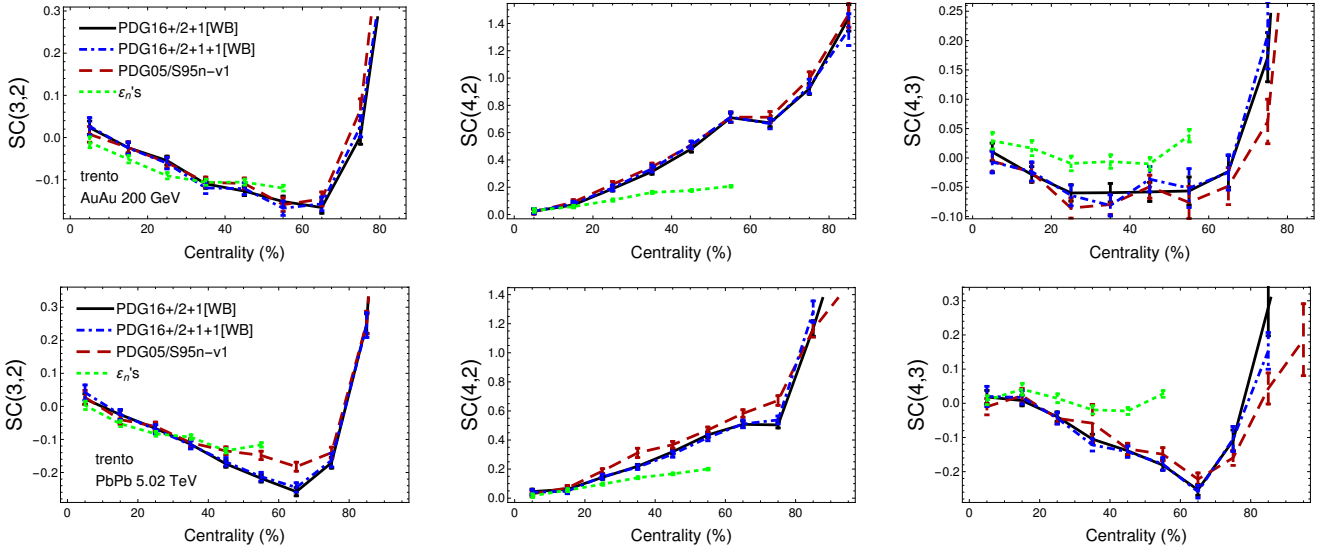 0.3
0.2
0.1
0.0
-0.1
SC(3,2)
PDG16+/2+1[WB]
PDG16+/2+1+1[WB]
PDG05/S95n-v1
εn's
trento
AuAu 200 GeV
0 20 40 60 80
Centrality (%)
1.4
1.2
1.0
0.8
0.6
0.4
0.2
0.0
SC(4,2)
0 20 40 60 80
Centrality (%)
0.25
0.20
0.15
0.10
0.05
0.00
-0.05
-0.10
SC(4,3)
0 20 40 60 80
Centrality (%)
0.3
0.2
0.1
0.0
-0.1
-0.2
SC(3,2)
PDG16+/2+1[WB]
PDG16+/2+1+1[WB]
PDG05/S95n-v1
εn's
trento
PbPb 5.02 TeV
0 20 40 60 80
Centrality (%)
1.4
1.2
1.0
0.8
0.6
0.4
0.2
0.0
SC(4,2)
0 20 40 60 80
Centrality (%)
0.3
0.2
0.1
0.0
-0.1
-0.2
SC(4,3)
0 20 40 60 80
Centrality (%)